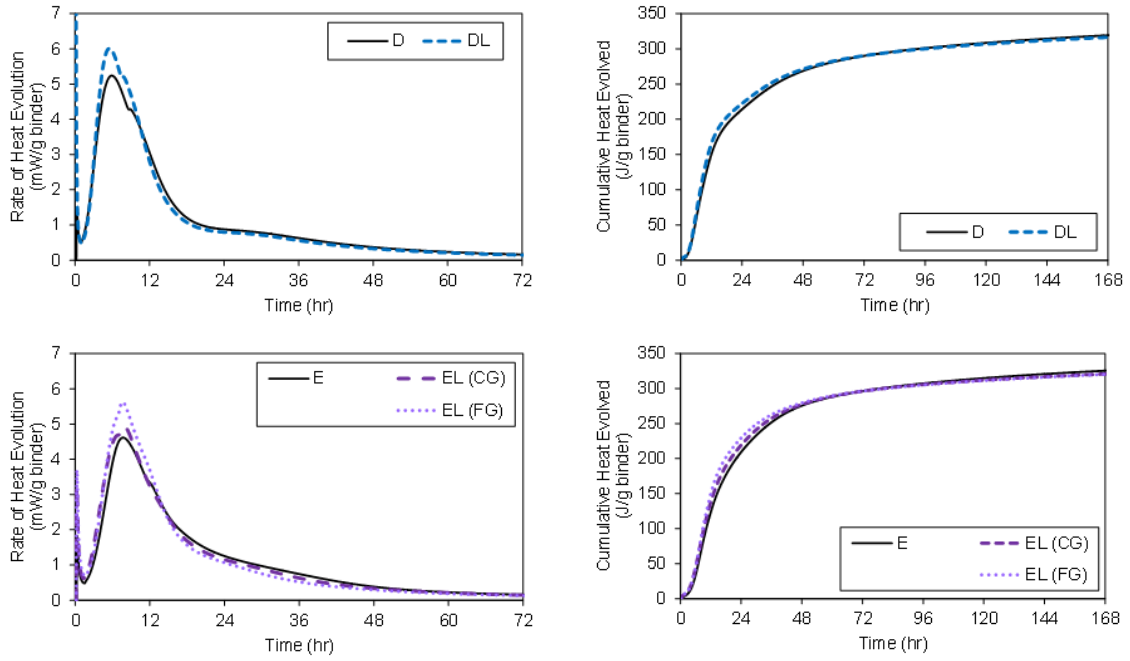 Rate of Heat Evolution
(mW/g binder)
7
6
5
4
3
2
1
0
D DL
0 12 24 36 48 60 72
Time (hr)
Cumulative Heat Evolved
(J/g binder)
350
300
250
200
150
100
50
0
D DL
0 24 48 72 96 120 144 168
Time (hr)
Rate of Heat Evolution
(mW/g binder)
7
6
5
4
3
2
1
0
E EL (CG)
EL (FG)
0 12 24 36 48 60 72
Time (hr)
Cumulative Heat Evolved
(J/g binder)
350
300
250
200
150
100
50
0
E EL (CG)
EL (FG)
0 24 48 72 96 120 144 168
Time (hr)